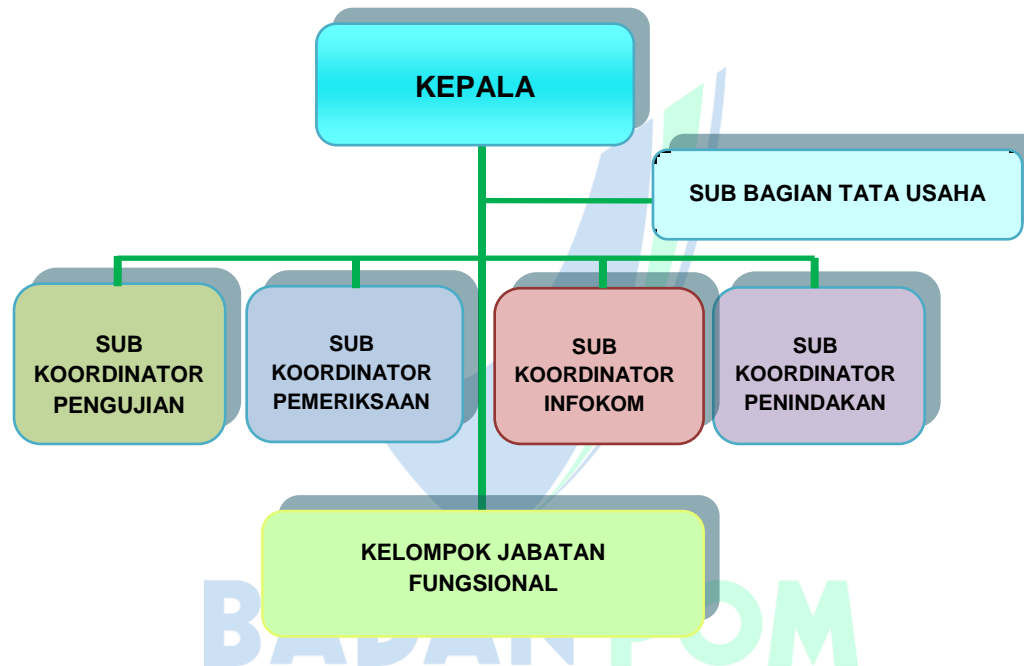 KEPALA
SUB BAGIAN TATA USAHA
SUB
KOORDINATOR
PENGUJIAN
SUB
KOORDINATOR
PEMERIKSAAN
SUB
KOORDINATOR
INFOKOM
SUB
KOORDINATOR
PENINDAKAN
KELOMPOK JABATAN
FUNGSIONAL
BADAN POM